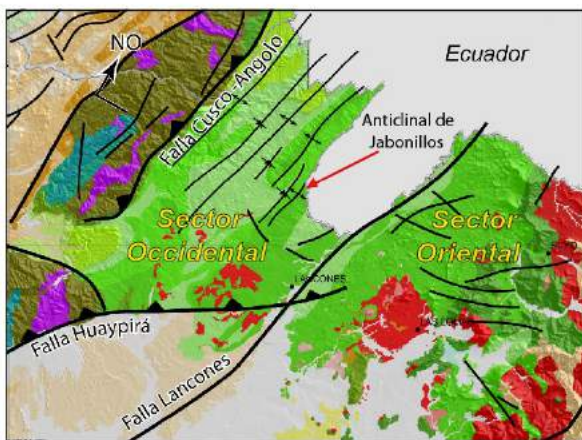 Ecuador
NO
Falla Cusco-Angolo
Anticlinal de
Jabonillos
Sector
Occidental
Sector
Oriental
LANCONES
Falla Huaypirá
Falla Lancones